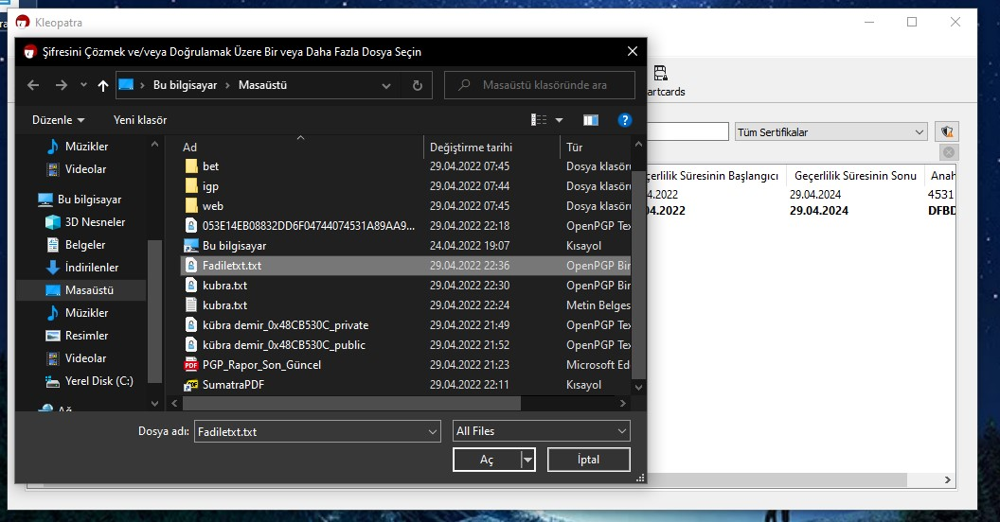 Kleopatra
Şifresini Çözmek ve/veya Doğrulamak Üzere Bir veya Daha Fazla Dosya Seçin
Bu bilgisayar > Masaüstü
Masaüstü klasöründe ara
artcards
Düzenle
Yeni klasör
Tüm Sertifikalar
Ad Değiştirme tarihi Tür
bet 29.04.2022 07:45 Dosya klasörü
igp 29.04.2022 07:44 Dosya klasörü
web 29.04.2022 07:45 Dosya klasörü
053E14EB08832DD6F04744074531A89AA9... 29.04.2022 22:18 OpenPGP Tex
Bu bilgisayar 24.04.2022 19:07 Kısayol
Fadiletxt.txt 29.04.2022 22:36 OpenPGP Bir
kubra.txt 29.04.2022 22:30 OpenPGP Bir
kubra.txt 29.04.2022 22:24 Metin Belges
kübra demir_0x48CB530C_private 29.04.2022 21:49 OpenPGP Tex
kübra demir_0x48CB530C_public 29.04.2022 21:52 OpenPGP Tex
PGP_Rapor_Son_Güncel 29.04.2022 21:23 Microsoft Ed
SumatraPDF 29.04.2022 22:11 Kısayol
Müzikler
Videolar
Bu bilgisayar
3D Nesneler
Belgeler
İndirilenler
Masaüstü
Müzikler
Resimler
Videolar
Yerel Disk (C:)
Ağ
çerlilik Süresinin Başlangıcı Geçerlilik Süresinin Sonu Anah
4.2022 29.04.2024 4531
04.2022 29.04.2024 DFBD
Dosya adı: Fadiletxt.txt
All Files
Aç
İptal